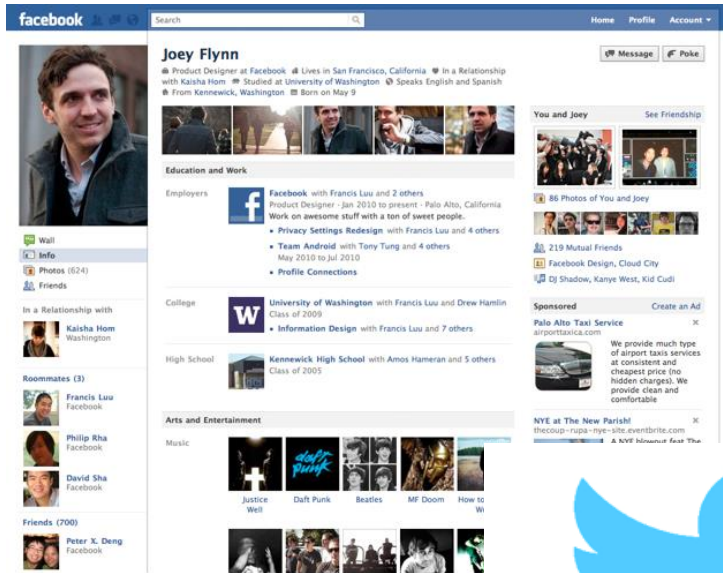 facebook
Search
Home Profile Account
Joey Flynn
Message Poke
Product Designer at Facebook Lives in San Francisco, California In a Relationship
with Kaisha Hom Studied at University of Washington Speaks English and Spanish
From Kennewick, Washington Born on May 9
Wall
Info
Photos (624)
Friends
In a Relationship with
Kaisha Hom
Washington
Roommates (3)
Francis Luu
Facebook
Philip Rha
Facebook
David Sha
Facebook
Friends (700)
Peter X. Deng
Facebook
Education and Work
Employers
Facebook with Francis Luu and 2 others
Product Designer · Jan 2010 to present · Palo Alto, California
Work on awesome stuff with a ton of sweet people.
• Privacy Settings Redesign with Francis Luu and 4 others
• Team Android with Tony Tung and 4 others
May 2010 to Jul 2010
• Profile Connections
College
W
University of Washington with Francis Luu and Drew Hamlin
Class of 2009
• Information Design with Francis Luu and 7 others
High School
Kennewick High School with Amos Hameran and 5 others
Class of 2005
Arts and Entertainment
Music
daft punk
Justice Daft Punk Beatles MF Doom How to
Well
You and Joey See Friendship
86 Photos of You and Joey
219 Mutual Friends
Facebook Design, Cloud City
DJ Shadow, Kanye West, Kid Cudi
Sponsored Create an Ad
Palo Alto Taxi Service
airporttaxica.com
We provide much type
of airport taxis services
at consistent and
cheapest price (no
hidden charges). We
provide clean and
comfortable
NYE at The New Parish!
thecoup-rupa-nye-site.eventbrite.com
A NYE blowout feat The